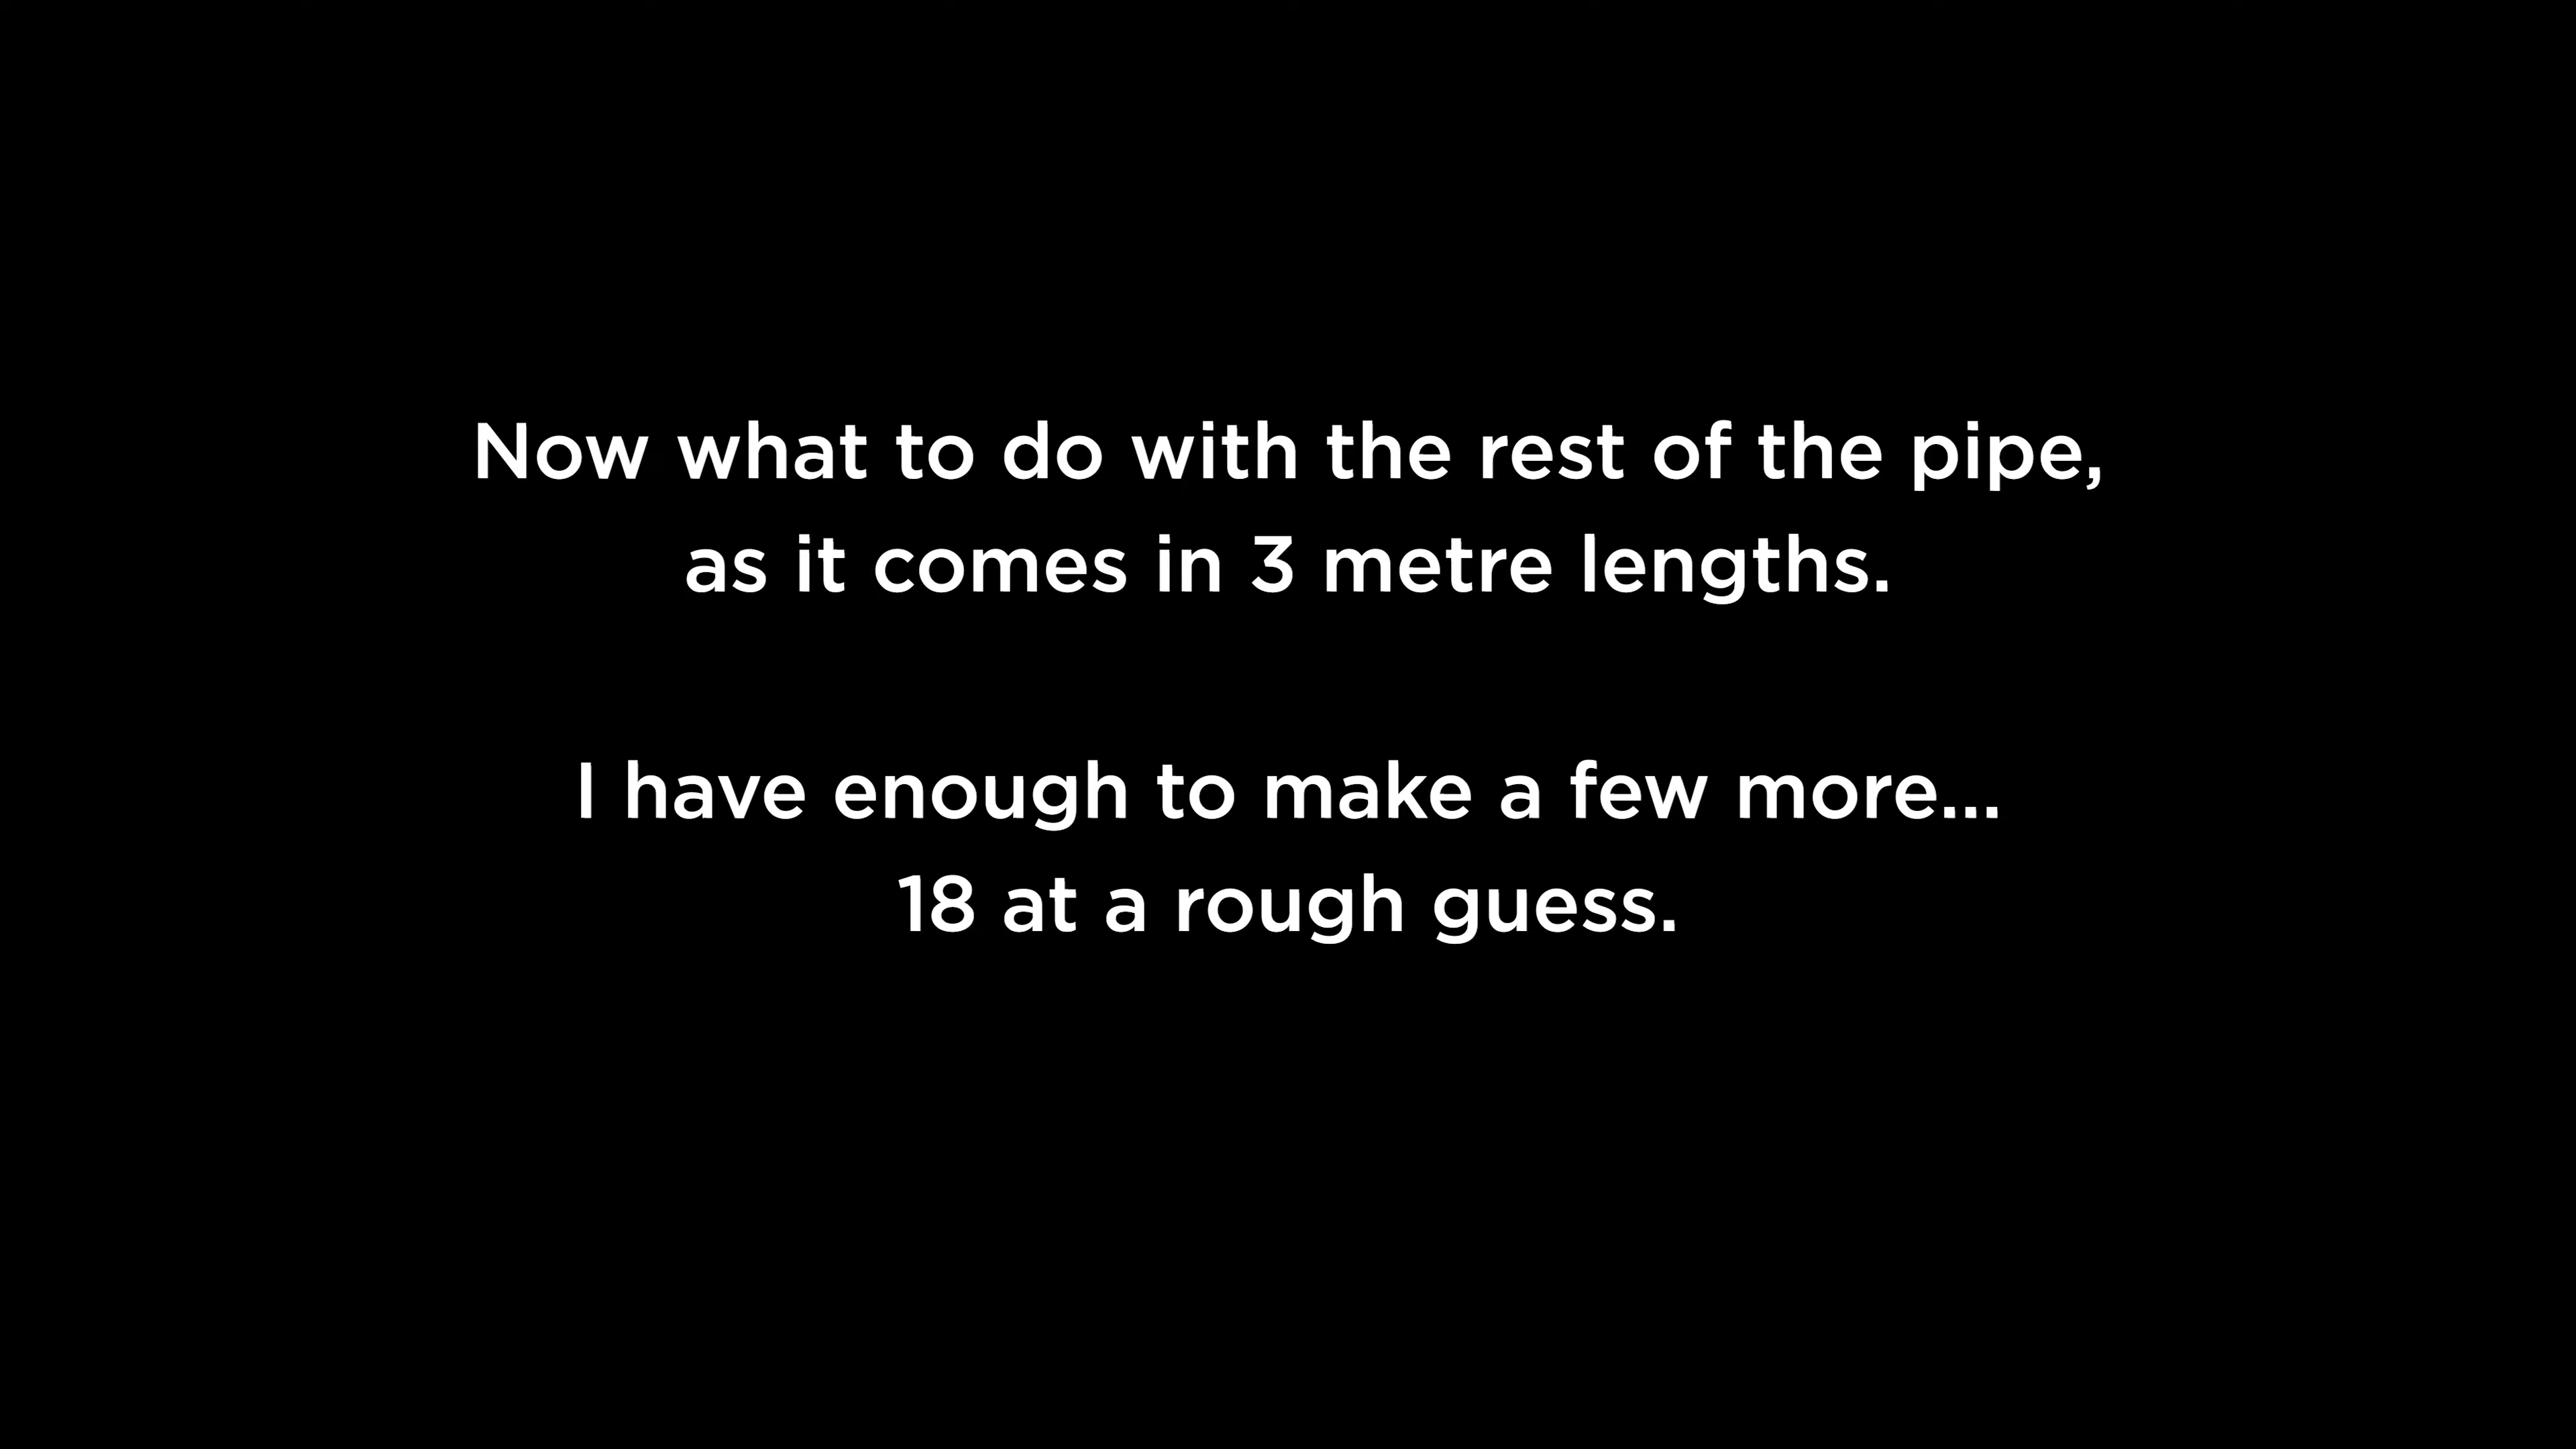 Now what to do with the rest of the pipe,
as it comes in 3 metre lengths.
I have enough to make a few more...
18 at a rough guess.